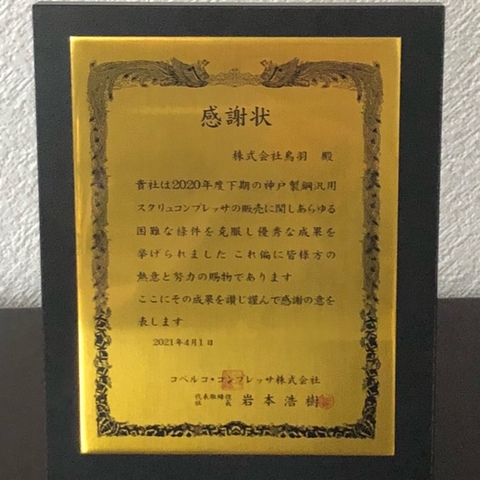 感謝状
株式会社鳥羽 殿
貴社は2020年度下期の神戸製鋼汎用
スクリュコンプレッサの販売に関しあらゆる
困難な條件を克服し優秀な成果を
挙げられました これ偏に皆様方の
熱意と努力の賜物であります
ここにその成果を讃じ謹んで感謝の意を
表します
2021年4月1日
コベルコ・コンプレッサ株式会社
代表取締役社長 岩本浩樹